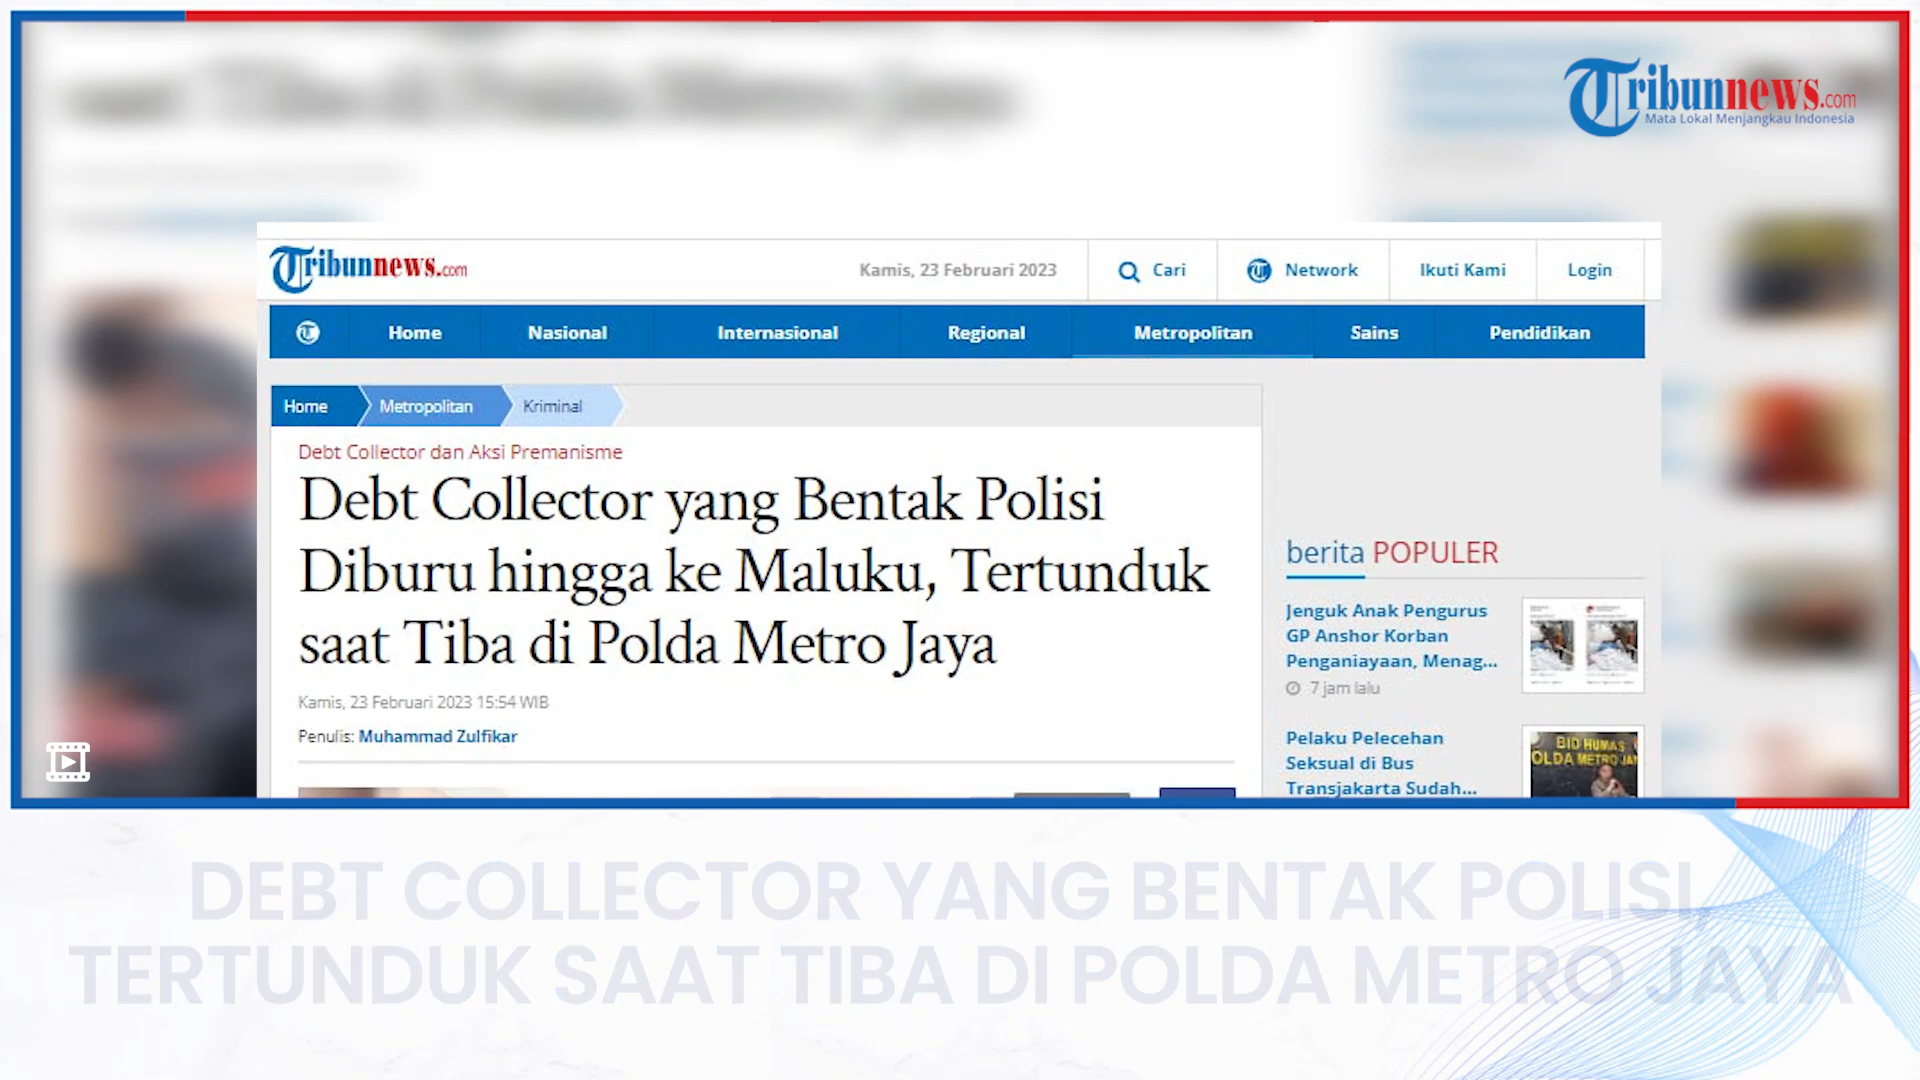 Tribunnews.com
Mata Lokal Menjangkau Indonesia
Tribunnews.com
Kamis, 23 Februari 2023
Cari
Network
Ikuti Kami
Login
Home
Nasional
Internasional
Regional
Metropolitan
Sains
Pendidikan
Home
Metropolitan
Kriminal
Debt Collector dan Aksi Premanisme
Debt Collector yang Bentak Polisi
Diburu hingga ke Maluku, Tertunduk
saat Tiba di Polda Metro Jaya
Kamis, 23 Februari 2023 15:54 WIB
Penulis: Muhammad Zulfikar
berita POPULER
Jenguk Anak Pengurus
GP Anshor Korban
Penganiayaan, Menag...
7 jam lalu
Pelaku Pelecehan
Seksual di Bus
Transjakarta Sudah...
BID HUMAS
POLDA METRO JAY
DEBT COLLECTOR YANG BENTAK POLISI,
TERTUNDUK SAAT TIBA DI POLDA METRO JAYA